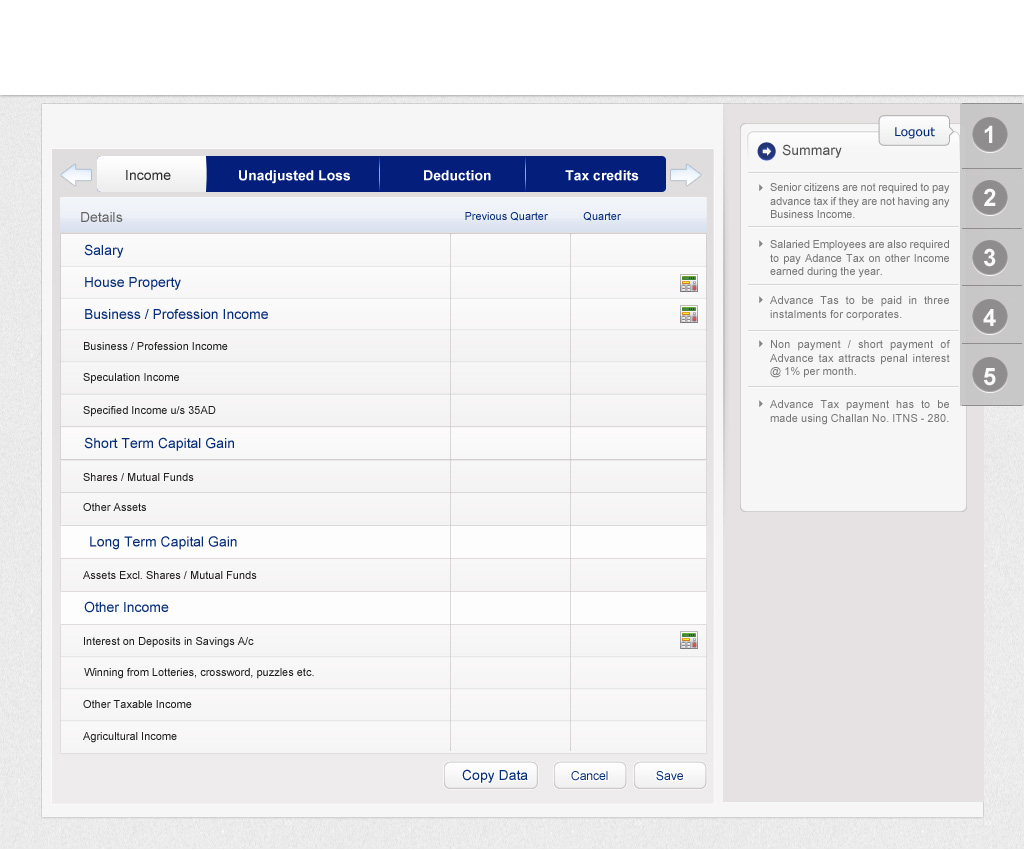 Income Unadjusted Loss Deduction Tax credits
Details Previous Quarter Quarter
Salary
House Property
Business / Profession Income
Business / Profession Income
Speculation Income
Specified Income u/s 35AD
Short Term Capital Gain
Shares / Mutual Funds
Other Assets
Long Term Capital Gain
Assets Excl. Shares / Mutual Funds
Other Income
Interest on Deposits in Savings A/c
Winning from Lotteries, crossword, puzzles etc.
Other Taxable Income
Agricultural Income
Copy Data Cancel Save
Logout
Summary
Senior citizens are not required to pay
advance tax if they are not having any
Business Income.
Salaried Employees are also required
to pay Adance Tax on other Income
earned during the year.
Advance Tas to be paid in three
instalments for corporates.
Non payment / short payment of
Advance tax attracts penal interest
@ 1% per month.
Advance Tax payment has to be
made using Challan No. ITNS - 280.
1
2
3
4
5